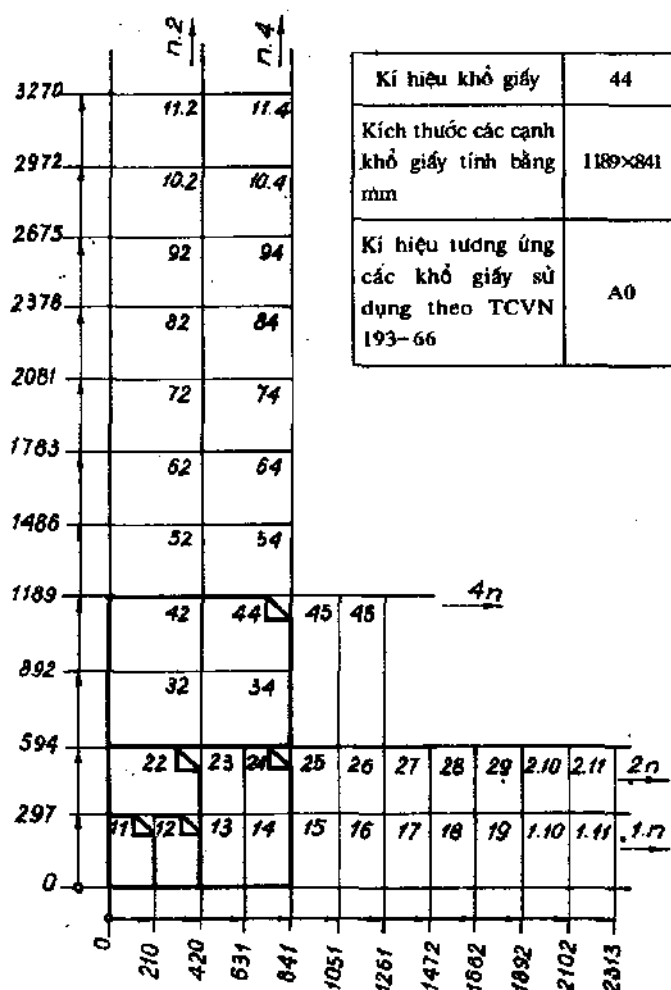 n.2 n.4
Kí hiệu khổ giấy 44
Kích thước các cạnh
khổ giấy tính bằng 1189×841
mm
Kí hiệu tương ứng
các khổ giấy sử
dụng theo TCVN A0
193-66
3270
11.2 11.4
2972
10.2 10.4
2675
92 94
2378
82 84
2081
72 74
1783
62 64
1486
52 54
1189
4n
42 44 45 46
892
32 34
594
22 23 24 25 26 27 28 29 2.10 2.11 2n
297
11 12 13 14 15 16 17 18 19 1.10 1.11 1.n
0
0 210 420 631 841 1051 1261 1472 1662 1892 2102 2313